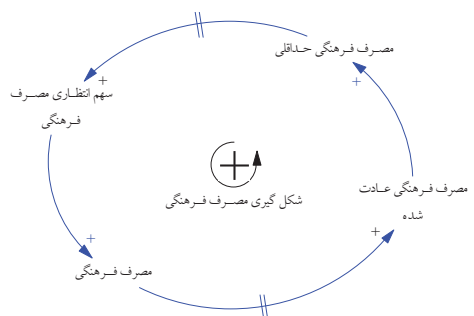 مصرف فرهنگی حداقلی
+
+
سهم انتظاری مصرف
فرهنگی
مصرف فرهنگی عادت
شده
شکل گیری مصرف فرهنگی
+
+
مصرف فرهنگی